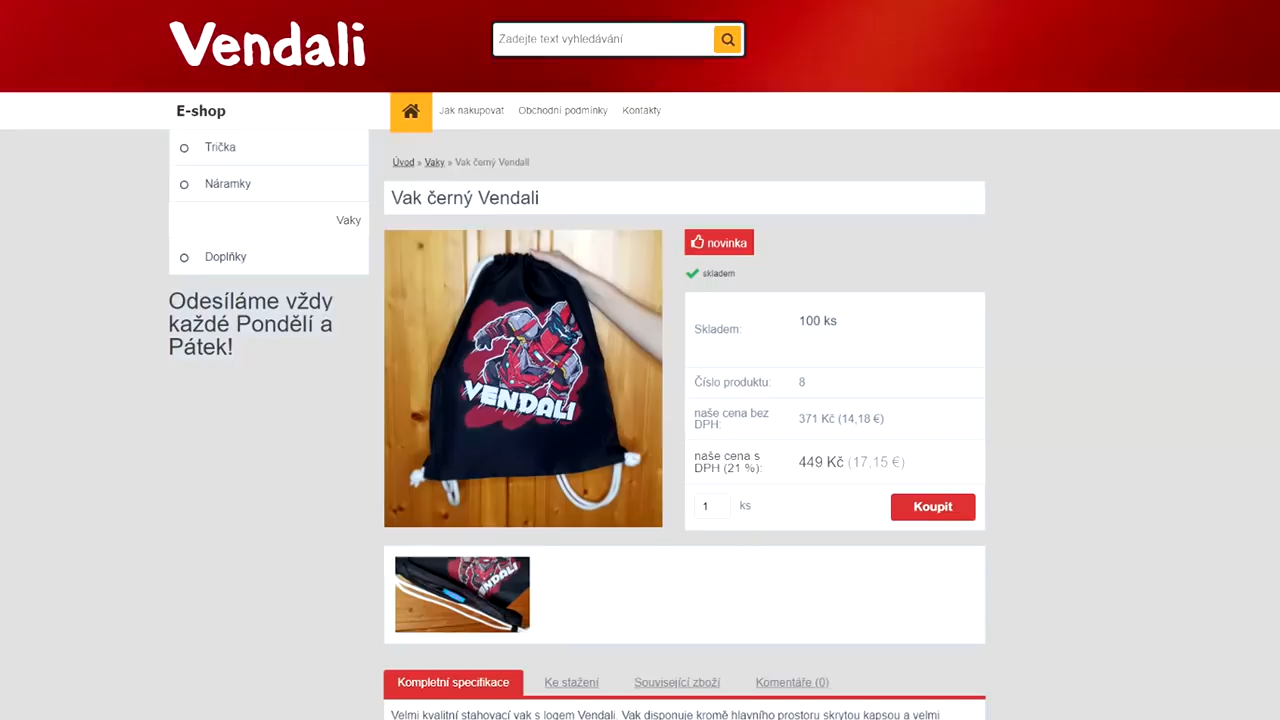 Vendali
Zadejte text vyhledávání
E-shop
Jak nakupovat Obchodní podmínky Kontakty
Trička
Náramky
Vaky
Doplňky
Odesíláme vždy
každé Pondělí a
Pátek!
Úvod » Vaky » Vak černý Vendali
Vak černý Vendali
VENDALI
novinka
skladem
Skladem: 100 ks
Číslo produktu: 8
naše cena bez
DPH: 371 Kč (14,18 €)
naše cena s
DPH (21 %): 449 Kč (17,15 €)
1 ks Koupit
VENDALI
Kompletní specifikace Ke stažení Související zboží Komentáře (0)
Velmi kvalitní stahovací vak s logem Vendali. Vak disponuje kromě hlavního prostoru skrytou kapsou a velmi